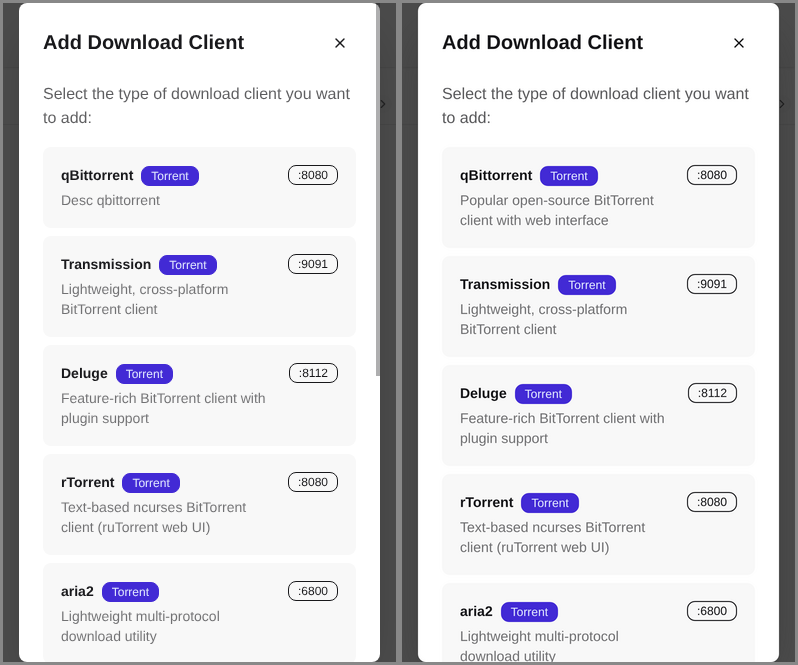 Add Download Client ×
Select the type of download client you want
to add:
qBittorrent Torrent :8080
Desc qbittorrent
Transmission Torrent :9091
Lightweight, cross-platform
BitTorrent client
Deluge Torrent :8112
Feature-rich BitTorrent client with
plugin support
rTorrent Torrent :8080
Text-based ncurses BitTorrent
client (ruTorrent web UI)
aria2 Torrent :6800
Lightweight multi-protocol
download utility
Add Download Client ×
Select the type of download client you want
to add:
qBittorrent Torrent :8080
Popular open-source BitTorrent
client with web interface
Transmission Torrent :9091
Lightweight, cross-platform
BitTorrent client
Deluge Torrent :8112
Feature-rich BitTorrent client with
plugin support
rTorrent Torrent :8080
Text-based ncurses BitTorrent
client (ruTorrent web UI)
aria2 Torrent :6800
Lightweight multi-protocol
download utility